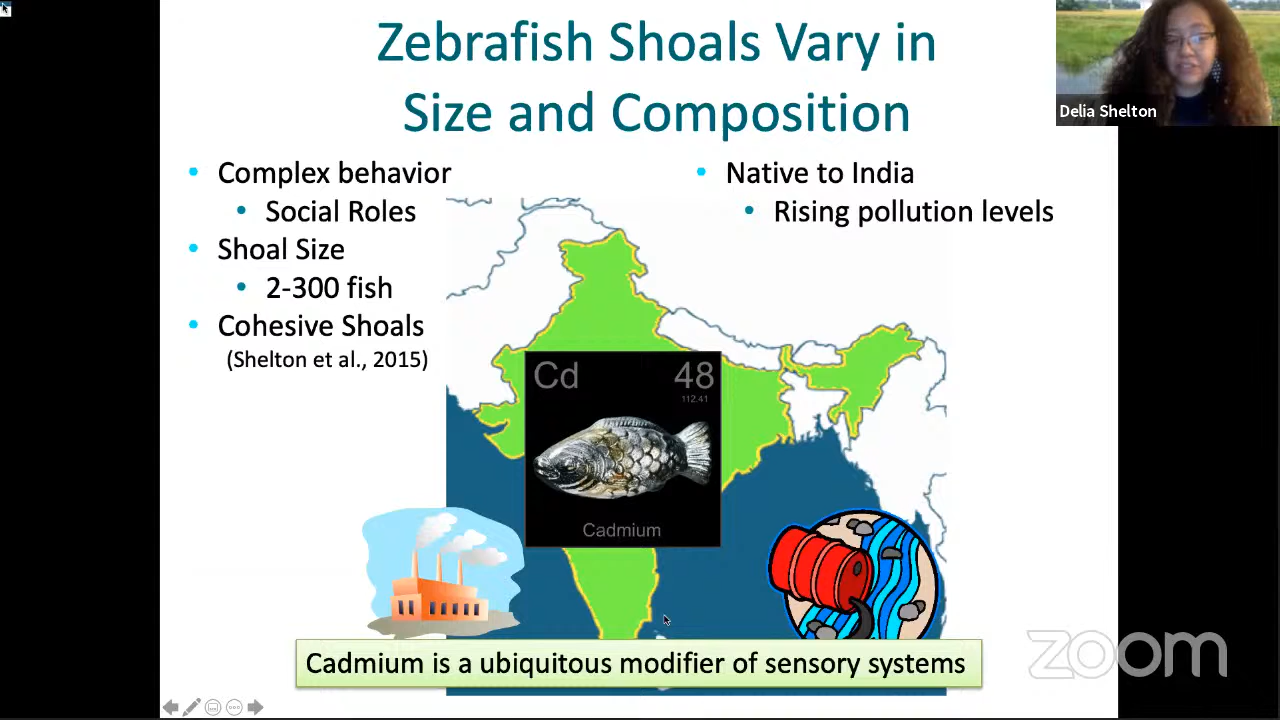 Zebrafish Shoals Vary in
Size and Composition
Delia Shelton
Complex behavior
Social Roles
Shoal Size
2-300 fish
Cohesive Shoals
(Shelton et al., 2015)
Native to India
Rising pollution levels
Cd 48
112.41
Cadmium
Cadmium is a ubiquitous modifier of sensory systems
zoom